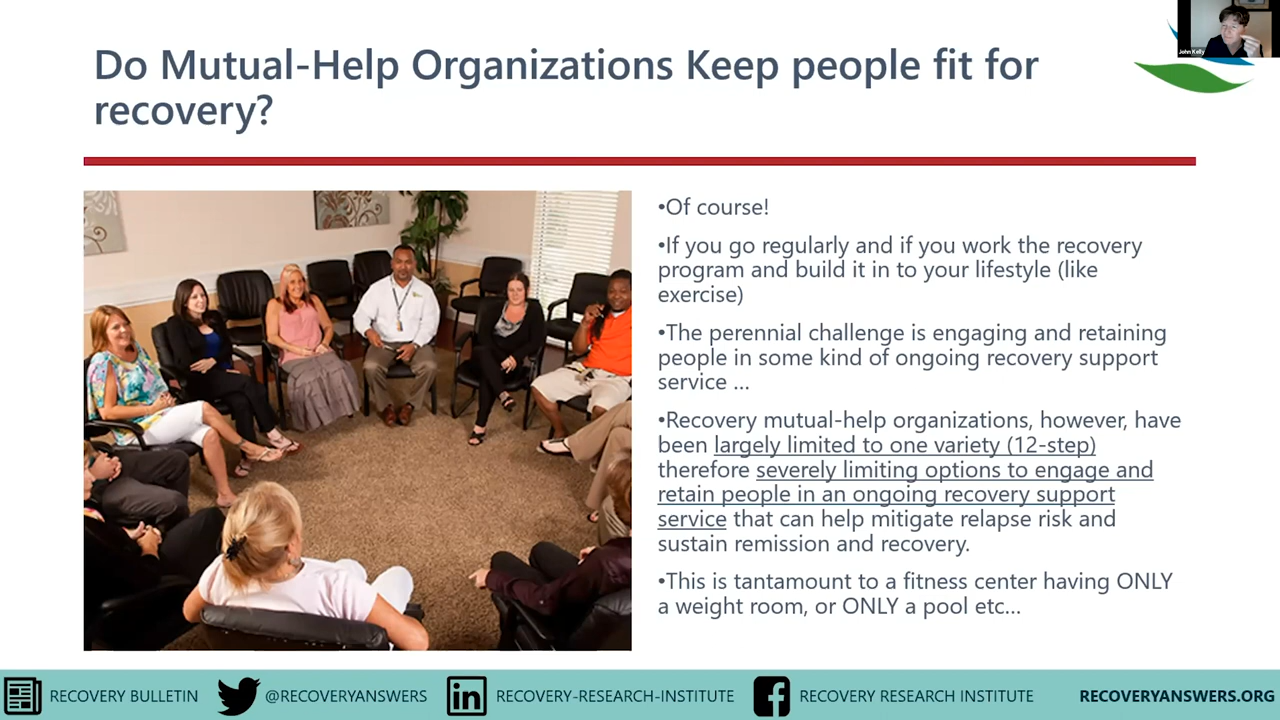 John Kelly
Do Mutual-Help Organizations Keep people fit for
recovery?
•Of course!
•If you go regularly and if you work the recovery
program and build it in to your lifestyle (like
exercise)
•The perennial challenge is engaging and retaining
people in some kind of ongoing recovery support
service ...
•Recovery mutual-help organizations, however, have
been largely limited to one variety (12-step)
therefore severely limiting options to engage and
retain people in an ongoing recovery support
service that can help mitigate relapse risk and
sustain remission and recovery.
•This is tantamount to a fitness center having ONLY
a weight room, or ONLY a pool etc...
RECOVERY BULLETIN
@RECOVERYANSWERS
RECOVERY-RESEARCH-INSTITUTE
RECOVERY RESEARCH INSTITUTE
RECOVERYANSWERS.ORG